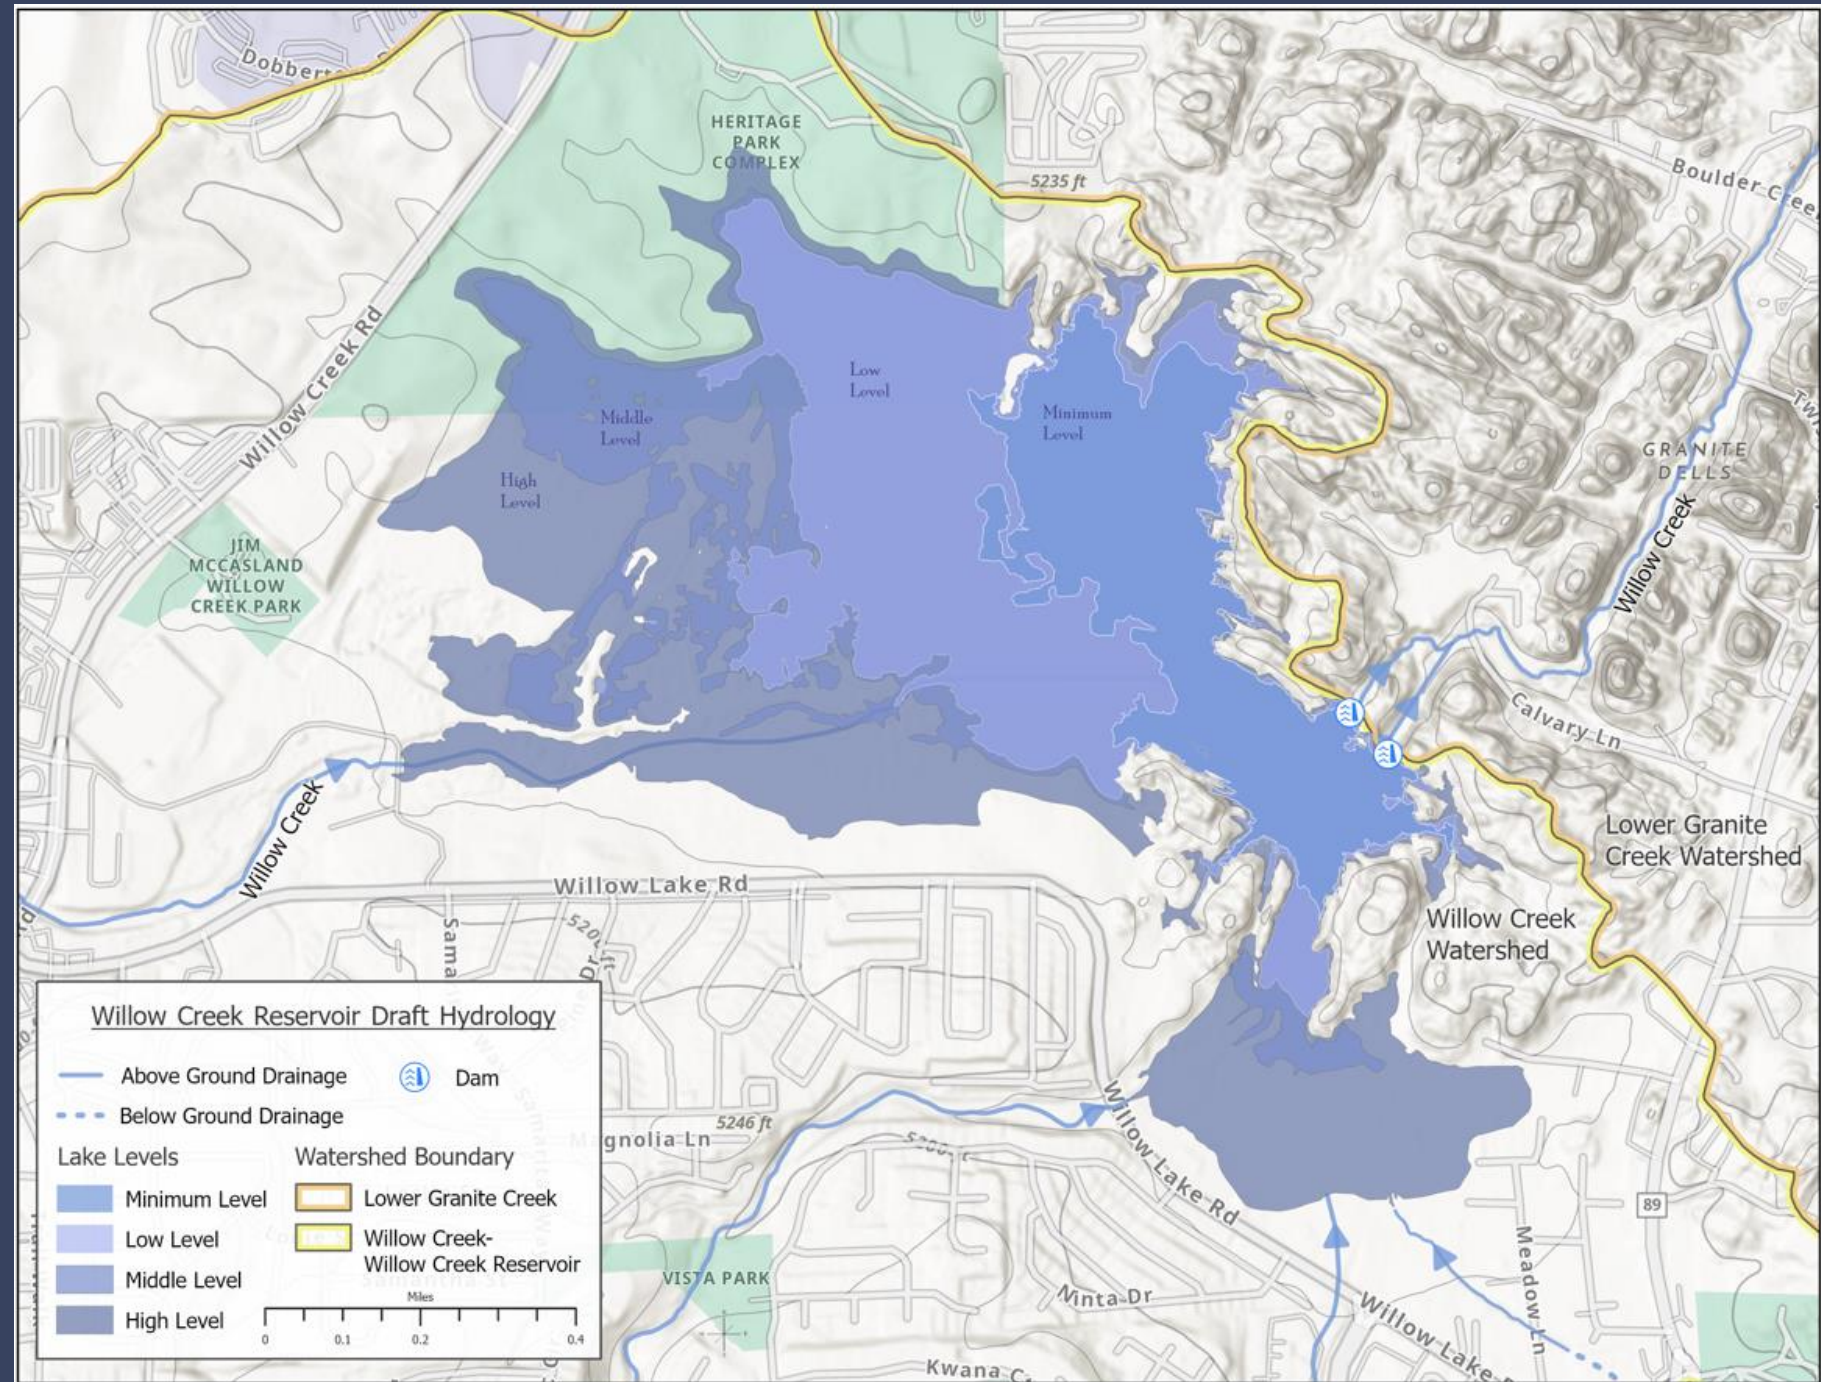 HERITAGE
PARK
COMPLEX
5235 ft
Boulder Creek
Willow Creek Rd
Low
Level
Minimum
Level
Middle
Level
High
Level
GRANITE
DELLS
Willow Creek
JIM
MCCASLAND
WILLOW
CREEK PARK
Calvary Ln
Willow Creek
Lower Granite
Creek Watershed
Willow Lake Rd
Willow Creek
Watershed
Willow Creek Reservoir Draft Hydrology
Above Ground Drainage
Dam
Below Ground Drainage
Lake Levels
Watershed Boundary
Minimum Level
Lower Granite Creek
Low Level
Willow Creek-
Willow Creek Reservoir
Middle Level
High Level
Miles
0 0.1 0.2 0.4
5246 ft
Magnolia Ln
Willow Lake Rd
89
Meadow Ln
VISTA PARK
Ninta Dr
Willow Lake
Kwana